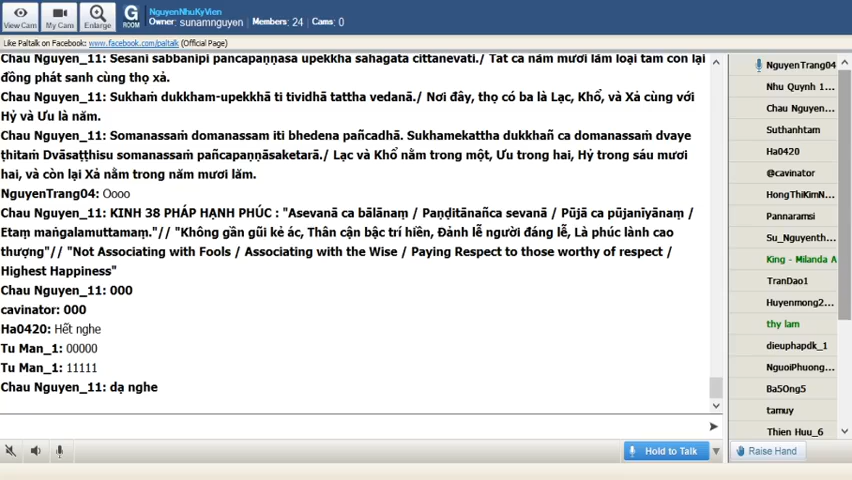 View Cam
My Cam
Enlarge
G
ROOM
NguyenNhuKyVien
Owner: sunamnguyen
Members: 24
Cams: 0
Like Paltalk on Facebook: www.facebook.com/paltalk (Official Page)
Chau Nguyen_11: Sesani sabbanipi pancapaṇṇasa upekkha sahagata cittanevati./ Tat ca năm mươi lăm loại tam con lại
đồng phát sanh cùng thọ xả.
Chau Nguyen_11: Sukhaṁ dukkham-upekkhā ti tividhā tattha vedanā./ Nơi đây, thọ có ba là Lạc, Khổ, và Xả cùng với
Hỷ và Ưu là năm.
Chau Nguyen_11: Somanassaṁ domanassam iti bhedena pañcadhā. Sukhamekattha dukkhañ ca domanassaṁ dvaye
ṭhitaṁ Dvāsaṭṭhisu somanassaṁ pañcapaṇṇāsaketarā./ Lạc và Khổ nằm trong một, Ưu trong hai, Hỷ trong sáu mươi
hai, và còn lại Xả nằm trong năm mươi lăm.
NguyenTrang04: Oooo
Chau Nguyen_11: KINH 38 PHÁP HẠNH PHÚC : "Asevanā ca bālānaṃ / Paṇḍitānañca sevanā / Pūjā ca pūjanīyānaṃ /
Etaṃ maṅgalamuttamaṃ."// "Không gần gũi kẻ ác, Thân cận bậc trí hiền, Đảnh lễ người đáng lễ, Là phúc lành cao
thượng"// "Not Associating with Fools / Associating with the Wise / Paying Respect to those worthy of respect /
Highest Happiness"
Chau Nguyen_11: 000
cavinator: 000
Ha0420: Hết nghe
Tu Man_1: 00000
Tu Man_1: 11111
Chau Nguyen_11: dạ nghe
NguyenTrang04
Nhu Quynh 1...
Chau Nguyen...
Suthanhtam
Ha0420
@cavinator
HongThiKimN...
Pannaramsi
Su_Nguyenth...
King - Milanda A
TranDao1
Huyenmong2...
thy lam
dieuphapdk_1
NguoiPhuong...
Ba5Ong5
tamuy
Thien Huu_6
Hold to Talk
Raise Hand